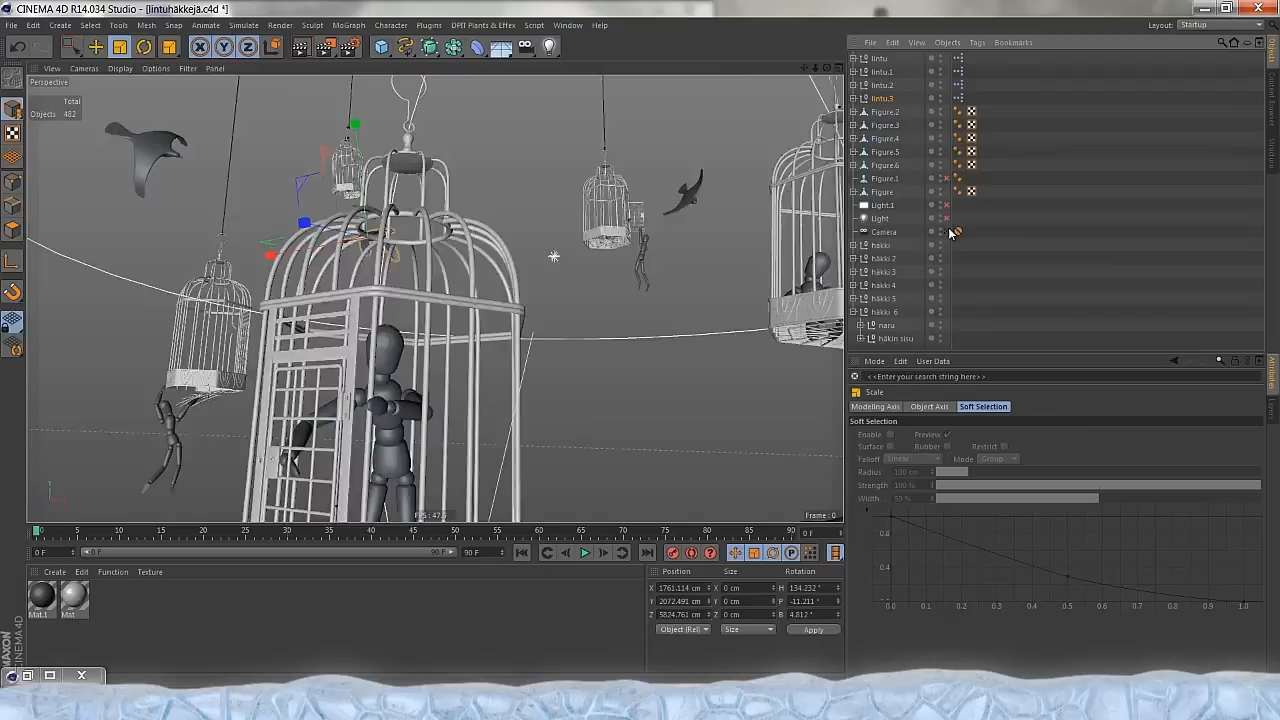 CINEMA 4D R14.034 Studio - [lintuhäkkejä.c4d *]
File Edit Create Select Tools Mesh Snap Animate Simulate Render Sculpt MoGraph Character Plugins DPIT Plants & Effex Script Window Help
Layout: Startup
View Cameras Display Options Filter Panel
File Edit View Objects Tags Bookmarks
Perspective
Total
Objects 482
lintu
lintu.1
lintu.2
lintu.3
Figure.2
Figure.3
Figure.4
Figure.5
Figure.6
Figure.1
Figure
Light.1
Light
Camera
häkki
häkki 2
häkki 3
häkki 4
häkki 5
häkki 6
naru
häkin sisu
Objects
Content Browser
Structure
Mode Edit User Data
<<Enter your search string here>>
Scale
Modeling Axis Object Axis Soft Selection
Soft Selection
Enable Preview
Surface Rubber Restrict
Falloff Linear Mode Group
Radius 100 cm
Strength 100 %
Width 50 %
0.8
0.4
0.0 0.1 0.2 0.3 0.4 0.5 0.6 0.7 0.8 0.9 1.0
Attributes
Layers
Frame : 0
0 5 10 15 20 25 30 35 40 45 50 55 60 65 70 75 80 85 90 0 F
0 F 0 F 90 F 90 F
Create Edit Function Texture
Mat.1 Mat
Position Size Rotation
X 1761.114 cm X 0 cm H 134.232 °
Y 2072.491 cm Y 0 cm P -11.211 °
Z 5824.761 cm Z 0 cm B 4.812 °
Object (Rel) Size Apply
MAXON
CINEMA 4D